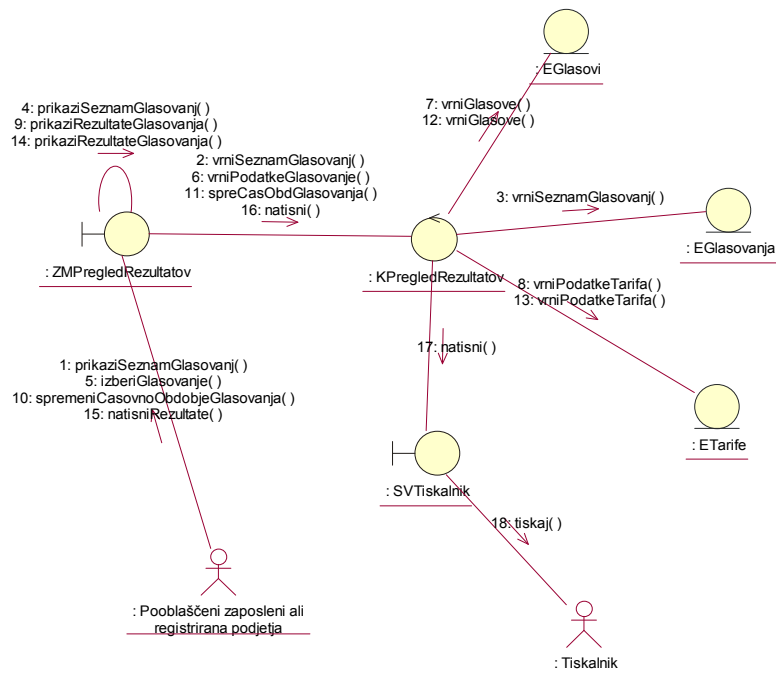 : EGlasovi
4: prikaziSeznamGlasovanj( )
9: prikaziRezultateGlasovanja( )
14: prikaziRezultateGlasovanja( )
7: vrniGlasove( )
12: vrniGlasove( )
2: vrniSeznamGlasovanj( )
6: vrniPodatkeGlasovanje( )
11: spreCasObdGlasovanja( )
16: natisni( )
3: vrniSeznamGlasovanj( )
: ZMPregledRezultatov
: KPregledRezultatov
: EGlasovanja
8: vrniPodatkeTarifa( )
13: vrniPodatkeTarifa( )
17: natisni( )
1: prikaziSeznamGlasovanj( )
5: izberiGlasovanje( )
10: spremeniCasovnoObdobjeGlasovanja( )
15: natisniRezultate( )
: ETarife
: SVTiskalnik
18: tiskaj( )
: Pooblaščeni zaposleni ali
registrirana podjetja
: Tiskalnik